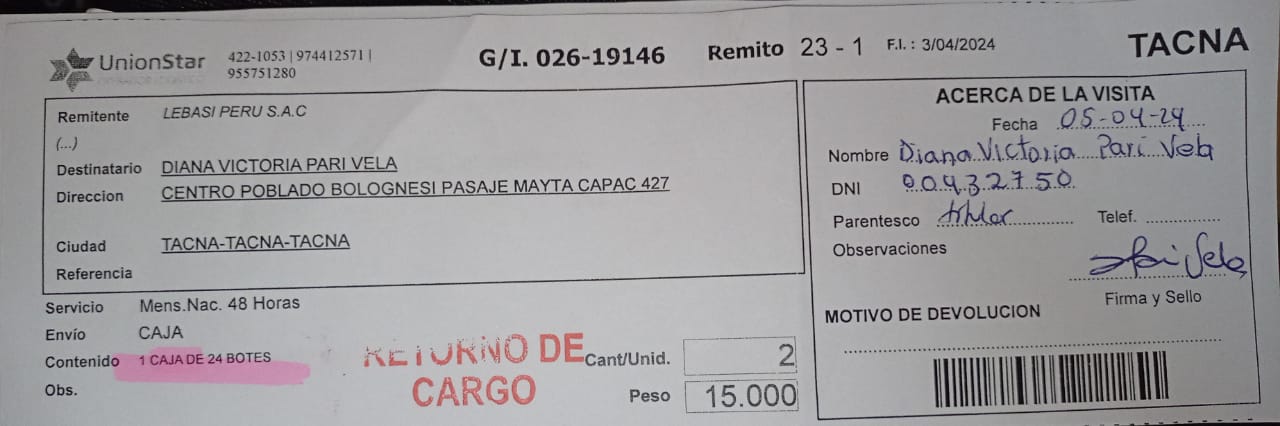 UnionStar
422-1053 | 974412571 |
955751280
G/I. 026-19146
Remito 23 - 1
F.I. : 3/04/2024
TACNA
Remitente LEBASI PERU S.A.C
(...)
Destinatario DIANA VICTORIA PARI VELA
Direccion CENTRO POBLADO BOLOGNESI PASAJE MAYTA CAPAC 427
Ciudad TACNA-TACNA-TACNA
Referencia
Servicio Mens.Nac. 48 Horas
Envío CAJA
Contenido 1 CAJA DE 24 BOTES
Obs.
RETORNO DE
CARGO
Cant/Unid. 2
Peso 15.000
ACERCA DE LA VISITA
Fecha 05-04-24
Nombre Diana Victoria Pari Vela
DNI 00432750
Parentesco titular Telef.
Observaciones
Pari Vela
Firma y Sello
MOTIVO DE DEVOLUCION